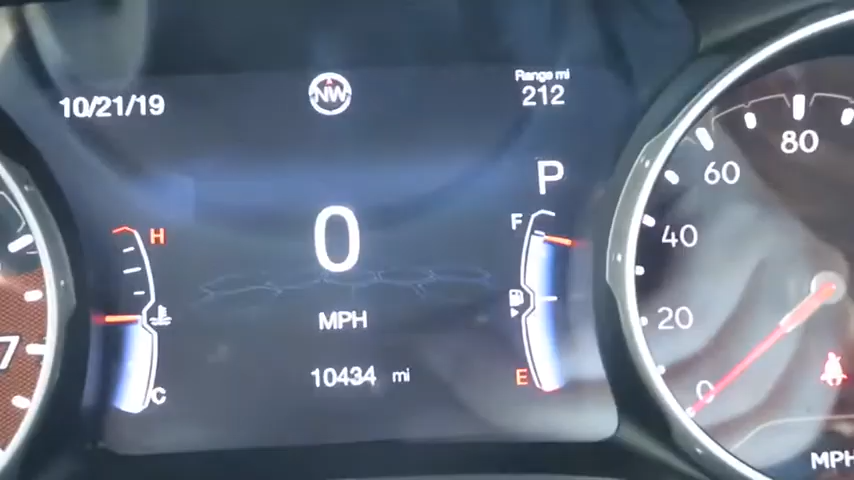 10/21/19
NW
Range mi
212
P
H
F
0
MPH
C
E
10434 mi
7
80
60
40
20
0
MPH